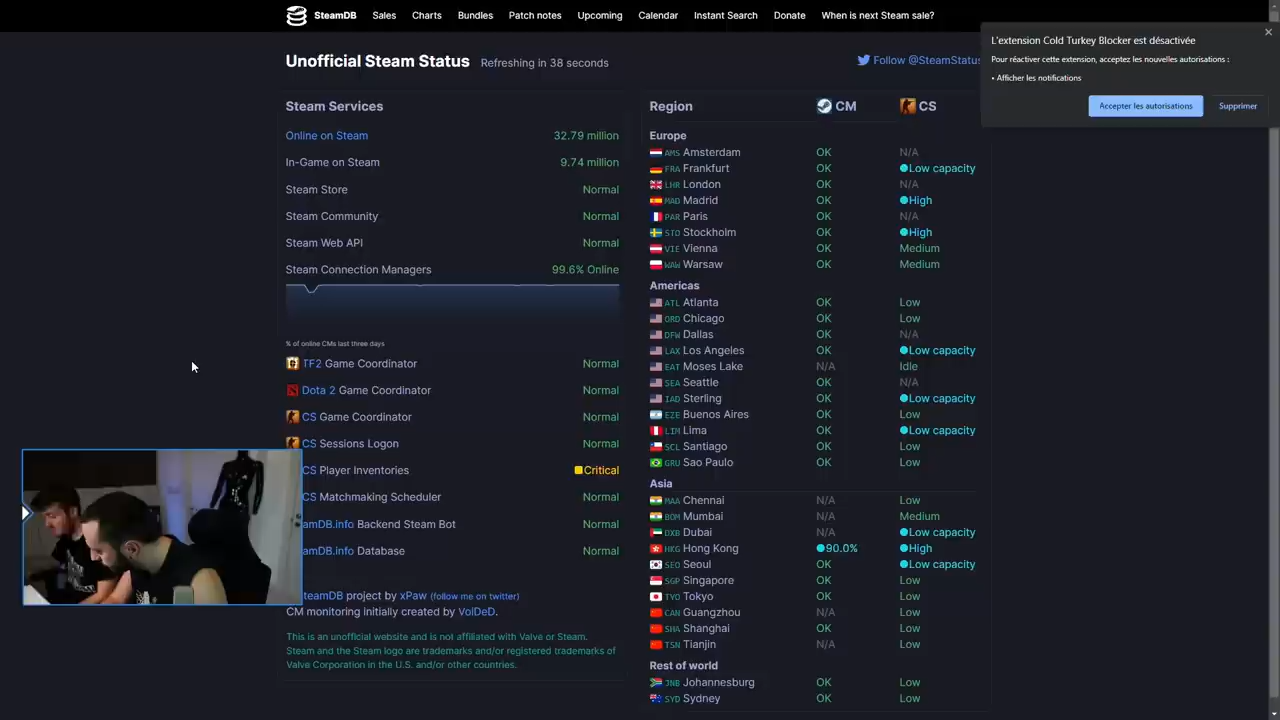 SteamDB Sales Charts Bundles Patch notes Upcoming Calendar Instant Search Donate When is next Steam sale?
L'extension Cold Turkey Blocker est désactivée
Pour réactiver cette extension, acceptez les nouvelles autorisations :
• Afficher les notifications
Accepter les autorisations Supprimer
Unofficial Steam Status Refreshing in 38 seconds
Follow @SteamStatus
Steam Services
Online on Steam 32.79 million
In-Game on Steam 9.74 million
Steam Store Normal
Steam Community Normal
Steam Web API Normal
Steam Connection Managers 99.6% Online
% of online CMs last three days
TF2 Game Coordinator Normal
Dota 2 Game Coordinator Normal
CS Game Coordinator Normal
CS Sessions Logon Normal
CS Player Inventories Critical
CS Matchmaking Scheduler Normal
amDB.info Backend Steam Bot Normal
amDB.info Database Normal
SteamDB project by xPaw (follow me on twitter)
CM monitoring initially created by VoiDeD.
This is an unofficial website and is not affiliated with Valve or Steam.
Steam and the Steam logo are trademarks and/or registered trademarks of
Valve Corporation in the U.S. and/or other countries.
Region CM CS
Europe
AMS Amsterdam OK N/A
FRA Frankfurt OK Low capacity
LHR London OK N/A
MAD Madrid OK High
PAR Paris OK N/A
STO Stockholm OK High
VIE Vienna OK Medium
WAW Warsaw OK Medium
Americas
ATL Atlanta OK Low
ORD Chicago OK Low
DFW Dallas OK N/A
LAX Los Angeles OK Low capacity
EAT Moses Lake N/A Idle
SEA Seattle OK N/A
IAD Sterling OK Low capacity
EZE Buenos Aires OK Low
LIM Lima OK Low capacity
SCL Santiago OK Low
GRU Sao Paulo OK Low
Asia
MAA Chennai N/A Low
BOM Mumbai N/A Medium
DXB Dubai N/A Low capacity
HKG Hong Kong 90.0% High
SEO Seoul OK Low capacity
SGP Singapore OK Low
TYO Tokyo OK Low
CAN Guangzhou N/A Low
SHA Shanghai OK Low
TSN Tianjin N/A Low
Rest of world
JNB Johannesburg OK Low
SYD Sydney OK Low